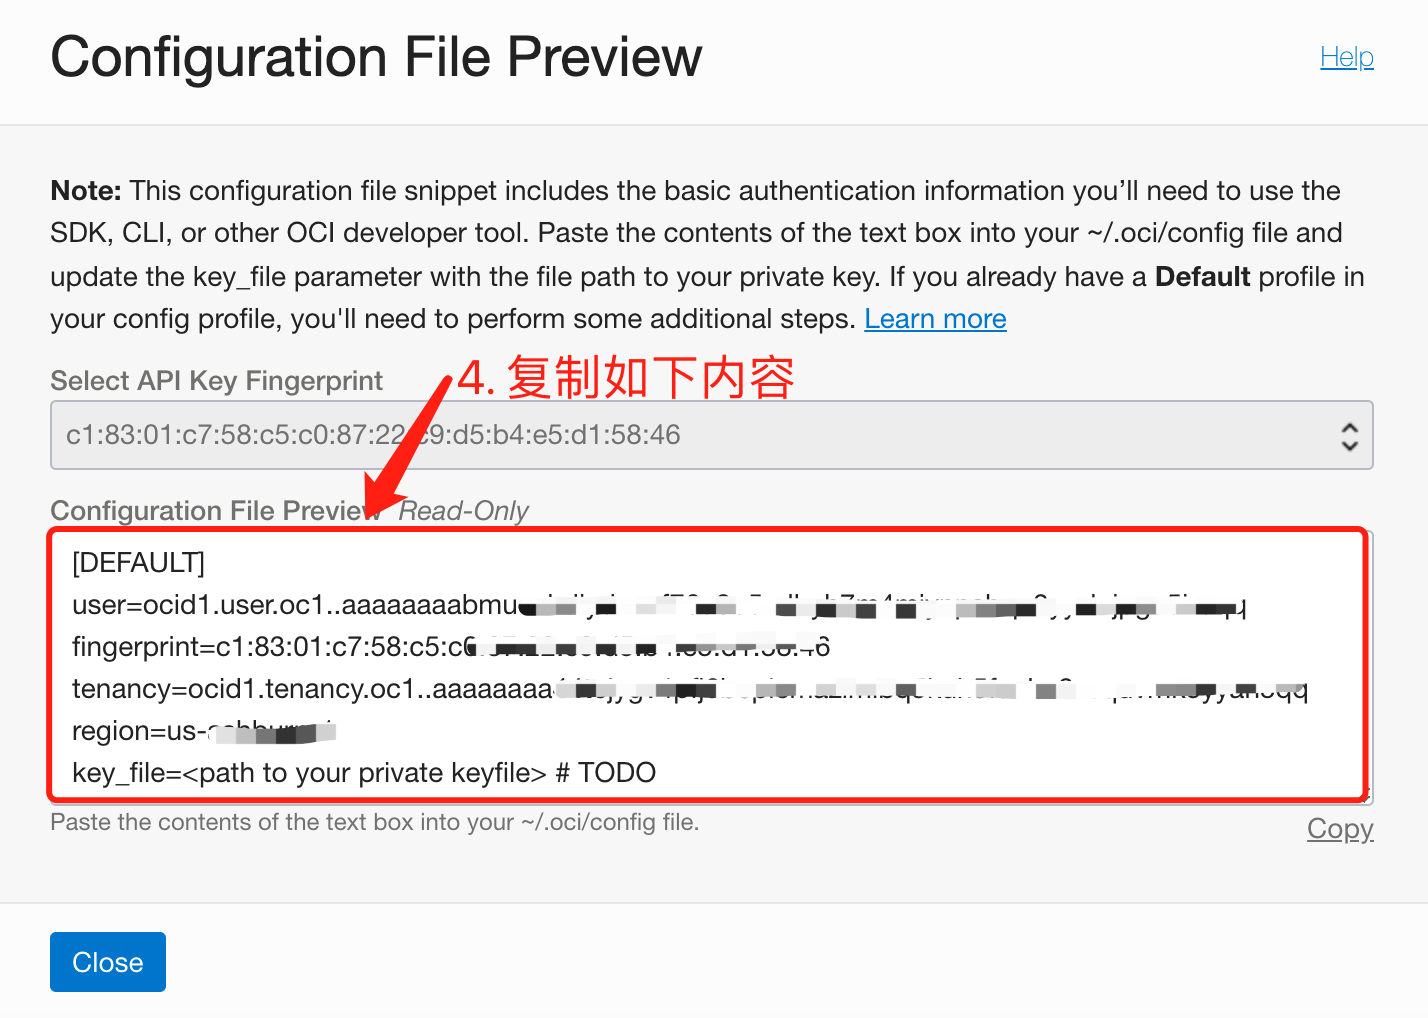 Configuration File Preview
Help
Note: This configuration file snippet includes the basic authentication information you’ll need to use the
SDK, CLI, or other OCI developer tool. Paste the contents of the text box into your ~/.oci/config file and
update the key_file parameter with the file path to your private key. If you already have a Default profile in
your config profile, you'll need to perform some additional steps. Learn more
4. 复制如下内容
Select API Key Fingerprint
c1:83:01:c7:58:c5:c0:87:22:c9:d5:b4:e5:d1:58:46
Configuration File Preview Read-Only
[DEFAULT]
user=ocid1.user.oc1..aaaaaaaabmu
fingerprint=c1:83:01:c7:58:c5:c
tenancy=ocid1.tenancy.oc1..aaaaaaaa
region=us-
key_file=<path to your private keyfile> # TODO
Paste the contents of the text box into your ~/.oci/config file.
Copy
Close